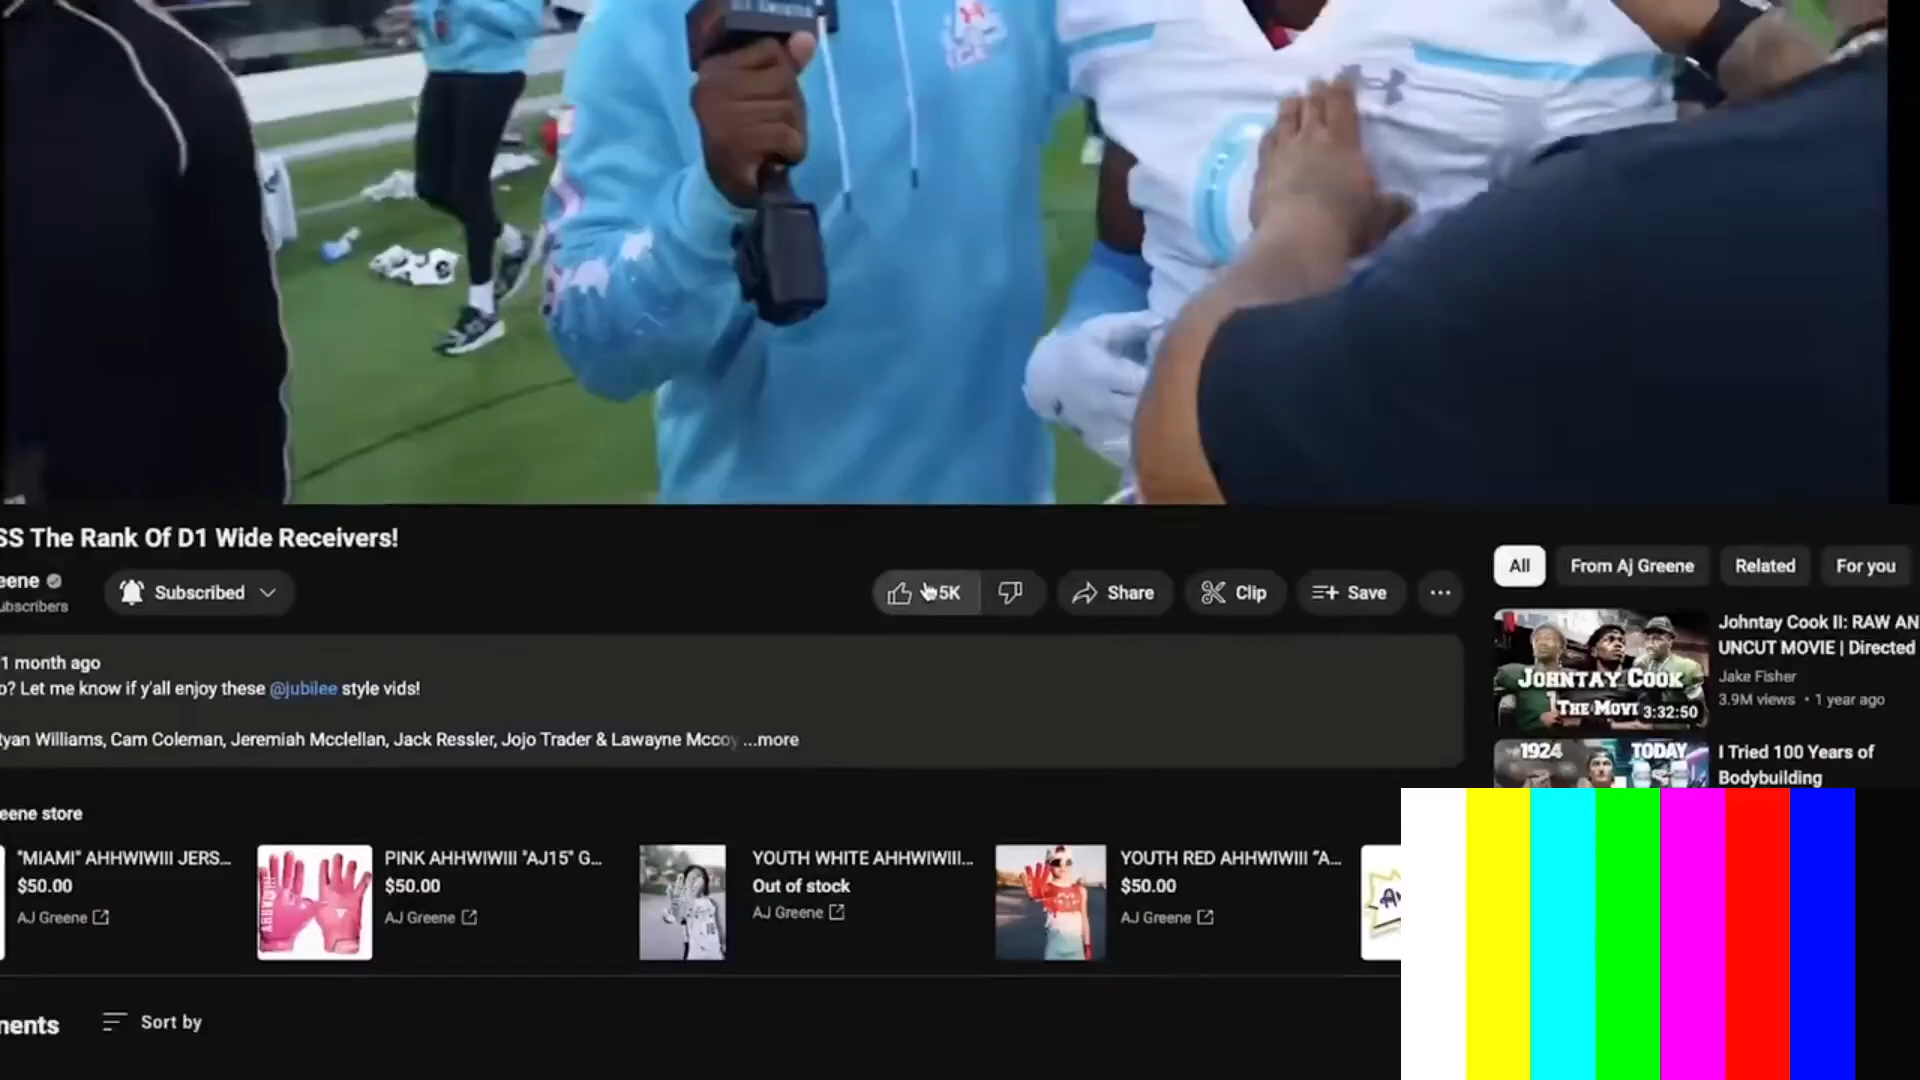 SS The Rank Of D1 Wide Receivers!
eene
ubscribers
Subscribed
5K
Share
Clip
Save
1 month ago
o? Let me know if y'all enjoy these @jubilee style vids!
Ryan Williams, Cam Coleman, Jeremiah Mcclellan, Jack Ressler, Jojo Trader & Lawayne Mccoy ...more
eene store
"MIAMI" AHHWIWIII JERS...
$50.00
AJ Greene
AHHWIII
PINK AHHWIWIII "AJ15" G...
$50.00
AJ Greene
YOUTH WHITE AHHWIWIII...
Out of stock
AJ Greene
YOUTH RED AHHWIWIII "A...
$50.00
AJ Greene
nents
Sort by
All
From Aj Greene
Related
For you
JOHNTAY COOK
THE MOVI
3:32:50
Johntay Cook II: RAW AN
UNCUT MOVIE | Directed
Jake Fisher
3.9M views • 1 year ago
1924
TODAY
I Tried 100 Years of
Bodybuilding